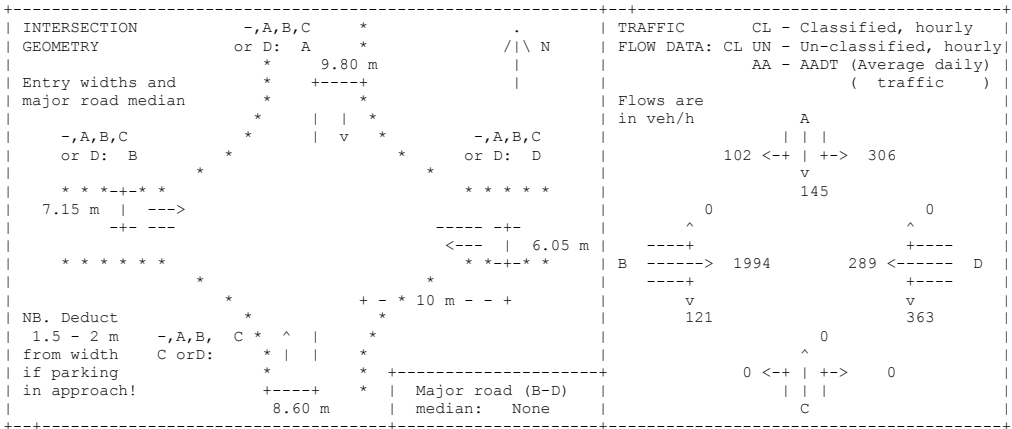 INTERSECTION -,A,B,C * . TRAFFIC CL - Classified, hourly
GEOMETRY or D: A * /|\ N FLOW DATA: CL UN - Un-classified, hourly
* 9.80 m | AA - AADT (Average daily)
Entry widths and * +----+ | ( traffic )
major road median * * Flows are
* | | * in veh/h A
-,A,B,C * | v * -,A,B,C | | |
or D: B * * or D: D 102 <-+ | +-> 306
* * v
* * *-+-* * * * * * * 145
7.15 m | ---> 0 0
-+- --- ----- -+- ^ ^
<--- | 6.05 m ----+ +----
* * * * * * * *-+-* * B ------> 1994 289 <------ D
* * ----+ +----
* + - * 10 m - - + v v
NB. Deduct * * 121 363
1.5 - 2 m -,A,B, C * ^ | * 0
from width C orD: * | | * ^
if parking * * 0 <-+ | +-> 0
in approach! +----+ * Major road (B-D) | | |
8.60 m median: None C